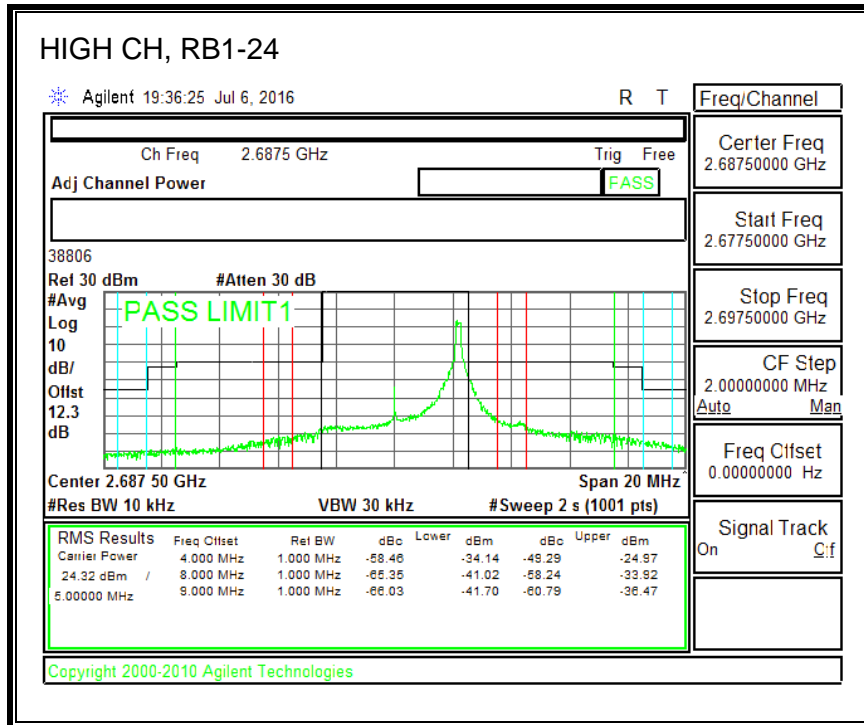 HIGH CH, RB1-24
Agilent 19:36:25 Jul 6, 2016 R T
Freq/Channel
Ch Freq 2.6875 GHz Trig Free
Adj Channel Power PASS
Center Freq
2.68750000 GHz
Start Freq
2.67750000 GHz
Stop Freq
2.69750000 GHz
CF Step
2.00000000 MHz
Auto Man
Freq Offset
0.00000000 Hz
Signal Track
On Off
38806
Ref 30 dBm #Atten 30 dB
#Avg
Log
10
dB/
Offst
12.3
dB
PASS LIMIT1
Center 2.687 50 GHz Span 20 MHz
#Res BW 10 kHz VBW 30 kHz #Sweep 2 s (1001 pts)
RMS Results Freq Offset Ref BW dBc Lower dBm dBc Upper dBm
Carrier Power 4.000 MHz 1.000 MHz -58.46 -34.14 -49.29 -24.97
24.32 dBm / 8.000 MHz 1.000 MHz -65.35 -41.02 -58.24 -33.92
5.00000 MHz 9.000 MHz 1.000 MHz -66.03 -41.70 -60.79 -36.47
Copyright 2000-2010 Agilent Technologies